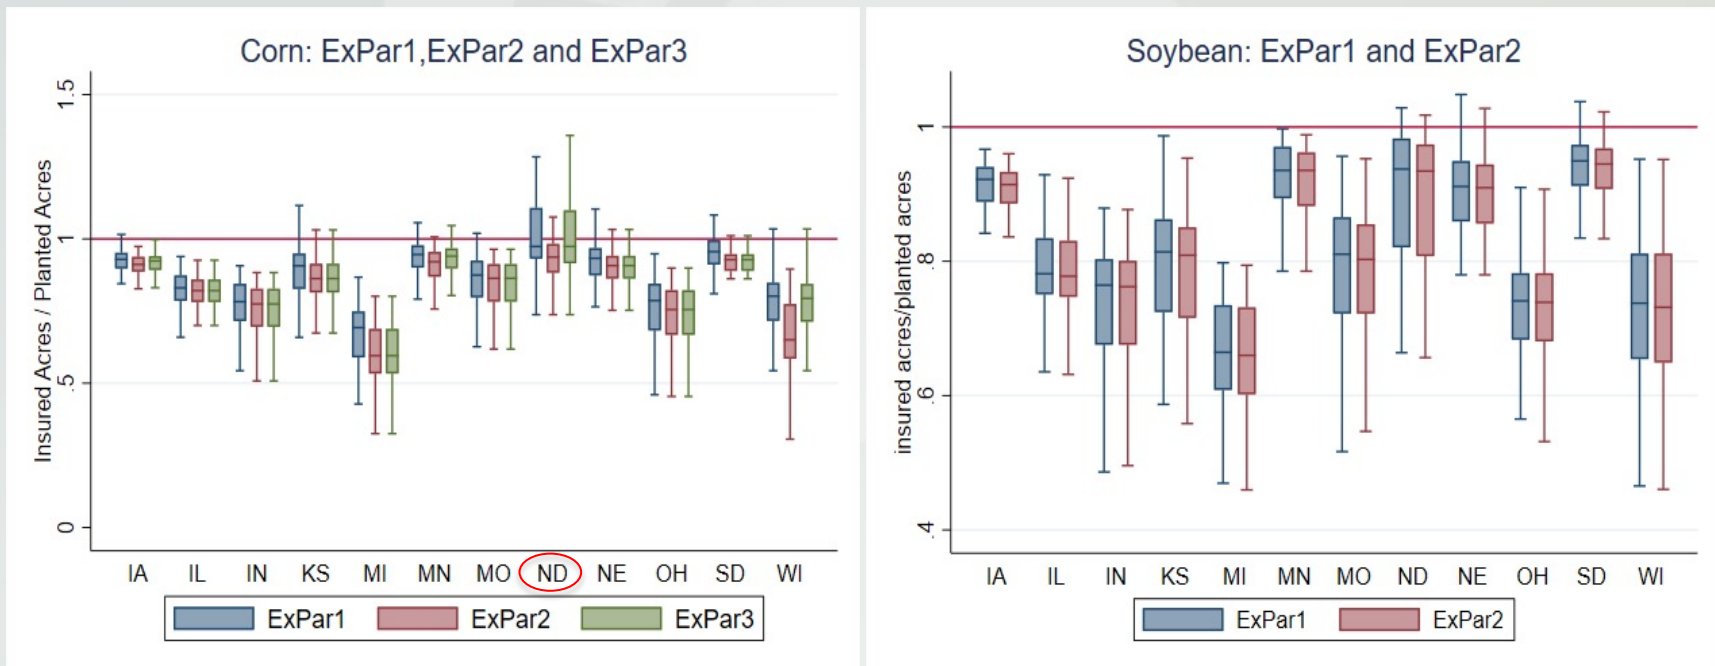 Corn: ExPar1,ExPar2 and ExPar3
Insured Acres / Planted Acres
1.5
1
.5
0
IA IL IN KS MI MN MO ND NE OH SD WI
ExPar1 ExPar2 ExPar3
Soybean: ExPar1 and ExPar2
insured acres/planted acres
1
.8
.6
.4
IA IL IN KS MI MN MO ND NE OH SD WI
ExPar1 ExPar2